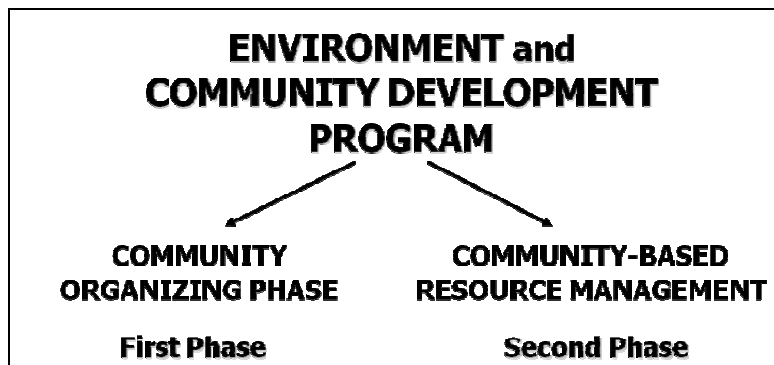 ENVIRONMENT and
COMMUNITY DEVELOPMENT
PROGRAM
COMMUNITY
ORGANIZING PHASE
First Phase
COMMUNITY-BASED
RESOURCE MANAGEMENT
Second Phase